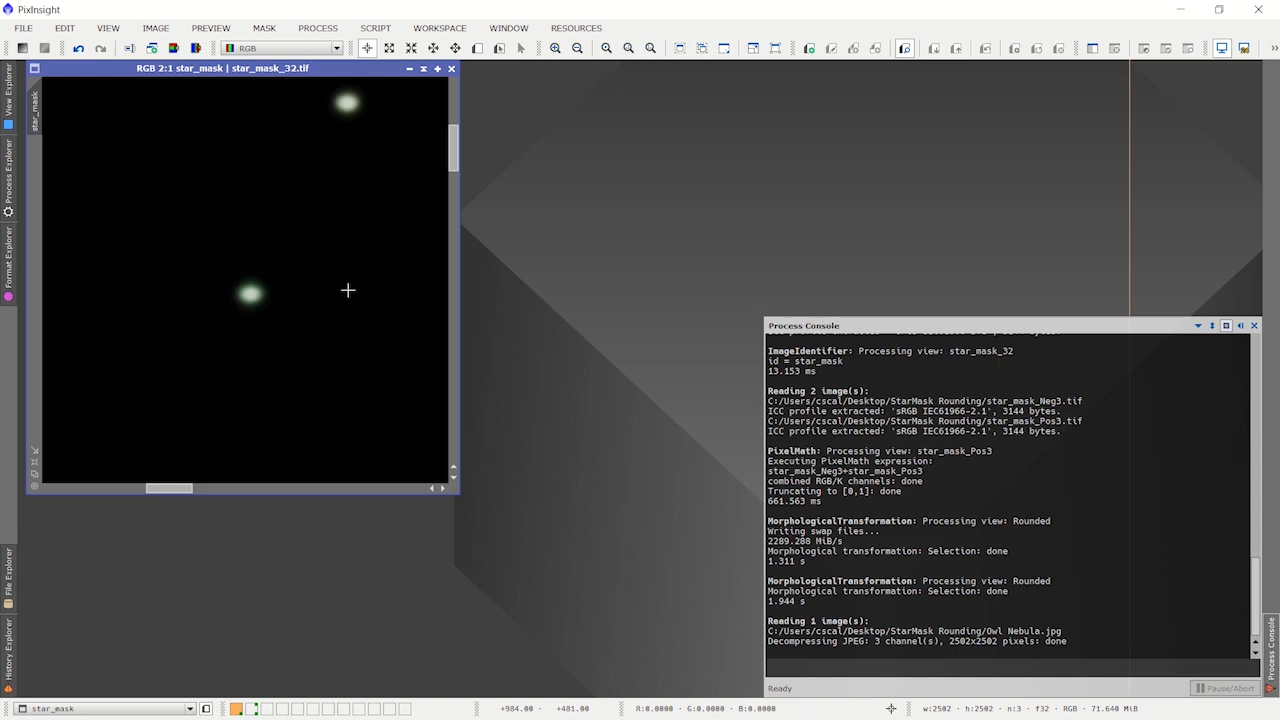 PixInsight
FILE EDIT VIEW IMAGE PREVIEW MASK PROCESS SCRIPT WORKSPACE WINDOW RESOURCES
RGB
RGB 2:1 star_mask | star_mask_32.tif
star_mask
View Explorer
Process Explorer
Format Explorer
File Explorer
History Explorer
Process Console
ImageIdentifier: Processing view: star_mask_32
id = star_mask
13.153 ms
Reading 2 image(s):
C:/Users/cscal/Desktop/StarMask Rounding/star_mask_Neg3.tif
ICC profile extracted: 'sRGB IEC61966-2.1', 3144 bytes.
C:/Users/cscal/Desktop/StarMask Rounding/star_mask_Pos3.tif
ICC profile extracted: 'sRGB IEC61966-2.1', 3144 bytes.
PixelMath: Processing view: star_mask_Pos3
Executing PixelMath expression:
star_mask_Neg3+star_mask_Pos3
combined RGB/K channels: done
Truncating to [0,1]: done
661.563 ms
MorphologicalTransformation: Processing view: Rounded
Writing swap files...
2289.288 MiB/s
Morphological transformation: Selection: done
1.311 s
MorphologicalTransformation: Processing view: Rounded
Morphological transformation: Selection: done
1.944 s
Reading 1 image(s):
C:/Users/cscal/Desktop/StarMask Rounding/Owl Nebula.jpg
Decompressing JPEG: 3 channel(s), 2502x2502 pixels: done
Ready
Pause/Abort
Process Console
star_mask
+984.00 · +481.00
R:0.0000 · G:0.0000 · B:0.0000
w:2502 · h:2502 · n:3 · f32 · RGB · 71.640 MiB